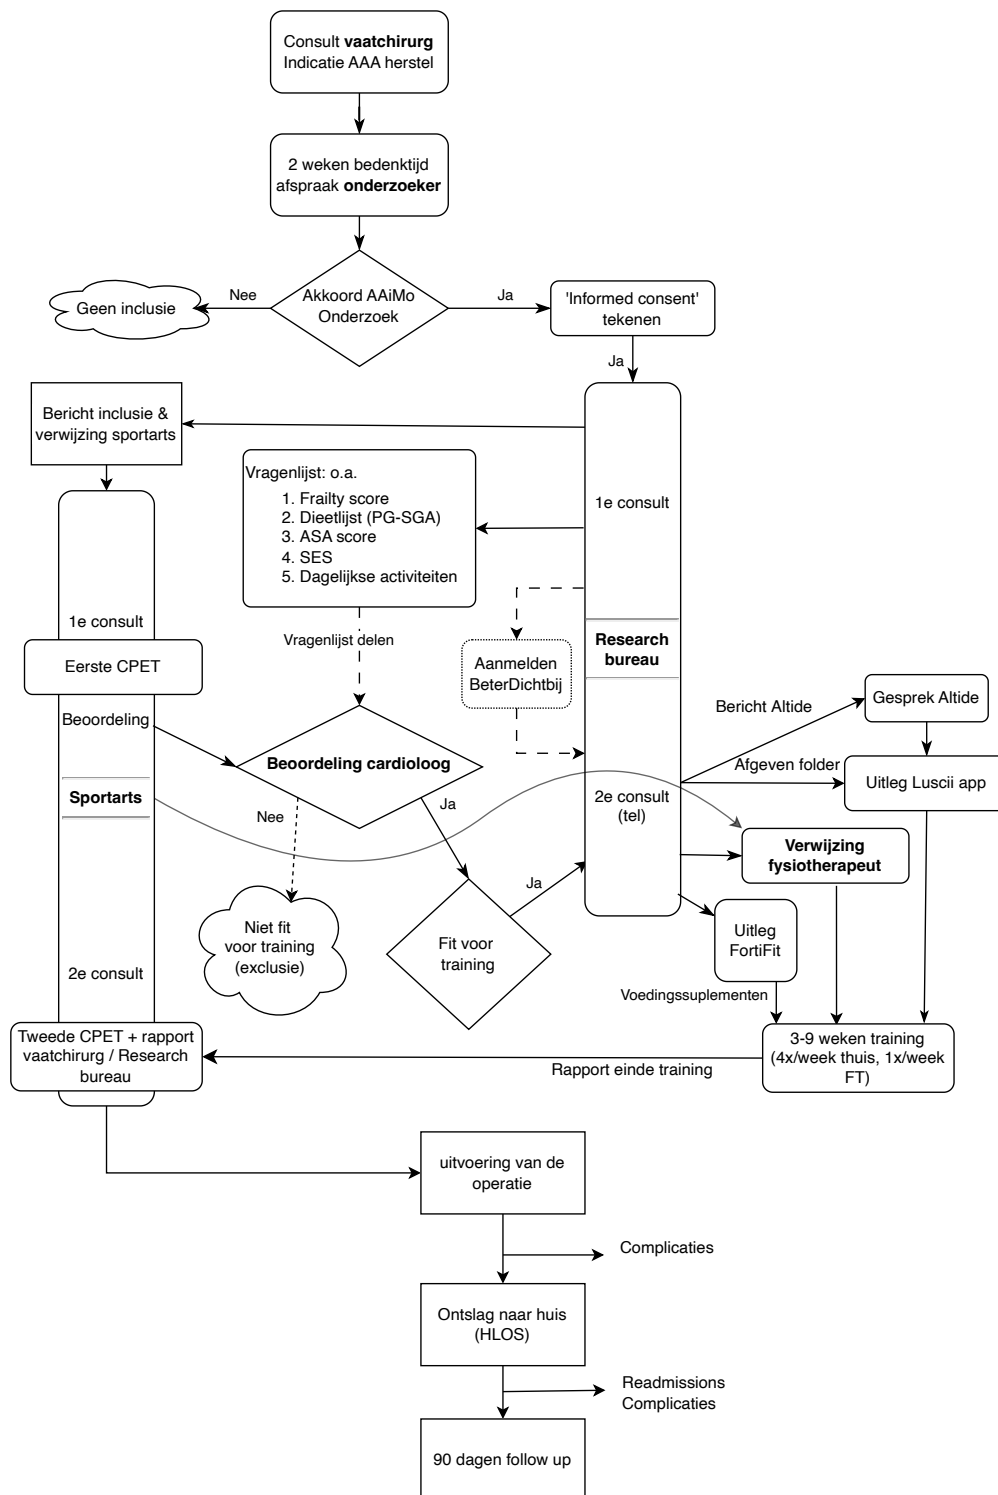 Consult vaatchirurg
Indicatie AAA herstel
2 weken bedenktijd
afspraak onderzoeker
Akkoord AAiMo
Onderzoek
Nee
Geen inclusie
Ja
'Informed consent'
tekenen
Ja
Bericht inclusie &
verwijzing sportarts
Vragenlijst: o.a.
1. Frailty score
2. Dieetlijst (PG-SGA)
3. ASA score
4. SES
5. Dagelijkse activiteiten
1e consult
1e consult
Vragenlijst delen
Research
bureau
Aanmelden
BeterDichtbij
Eerste CPET
Beoordeling
Beoordeling cardioloog
Bericht Altide
Gesprek Altide
Afgeven folder
Uitleg Luscii app
Sportarts
Nee
Ja
2e consult
(tel)
Verwijzing
fysiotherapeut
Ja
Niet fit
voor training
(exclusie)
Fit voor
training
Uitleg
FortiFit
2e consult
Voedingssuplementen
Tweede CPET + rapport
vaatchirurg / Research
bureau
3-9 weken training
(4x/week thuis, 1x/week
FT)
Rapport einde training
uitvoering van de
operatie
Complicaties
Ontslag naar huis
(HLOS)
Readmissions
Complicaties
90 dagen follow up